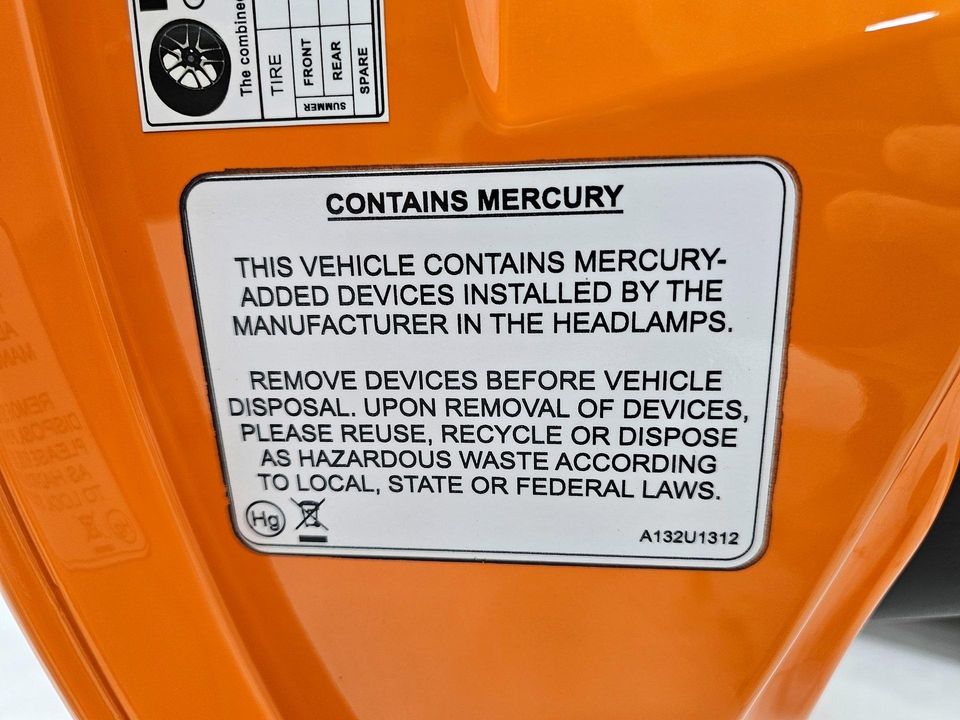 The combined
TIRE
FRONT
REAR
SPARE
SUMMER
CONTAINS MERCURY
THIS VEHICLE CONTAINS MERCURY-
ADDED DEVICES INSTALLED BY THE
MANUFACTURER IN THE HEADLAMPS.
REMOVE DEVICES BEFORE VEHICLE
DISPOSAL. UPON REMOVAL OF DEVICES,
PLEASE REUSE, RECYCLE OR DISPOSE
AS HAZARDOUS WASTE ACCORDING
TO LOCAL, STATE OR FEDERAL LAWS.
Hg
A132U1312